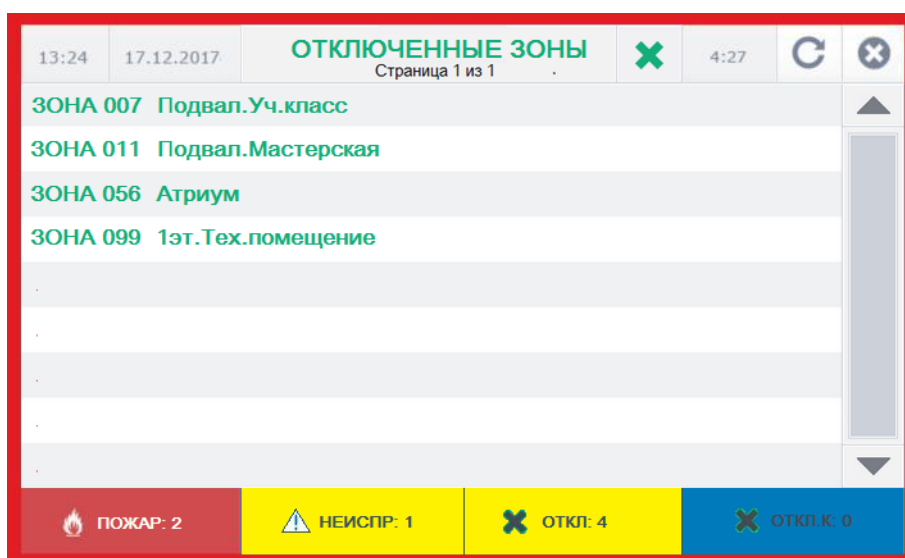 13:24
17.12.2017
ОТКЛЮЧЕННЫЕ ЗОНЫ
Страница 1 из 1
4:27
ЗОНА 007 Подвал.Уч.класс
ЗОНА 011 Подвал.Мастерская
ЗОНА 056 Атриум
ЗОНА 099 1эт.Тех.помещение
ПОЖАР: 2
НЕИСПР: 1
ОТКЛ: 4
ОТКЛ.К: 0